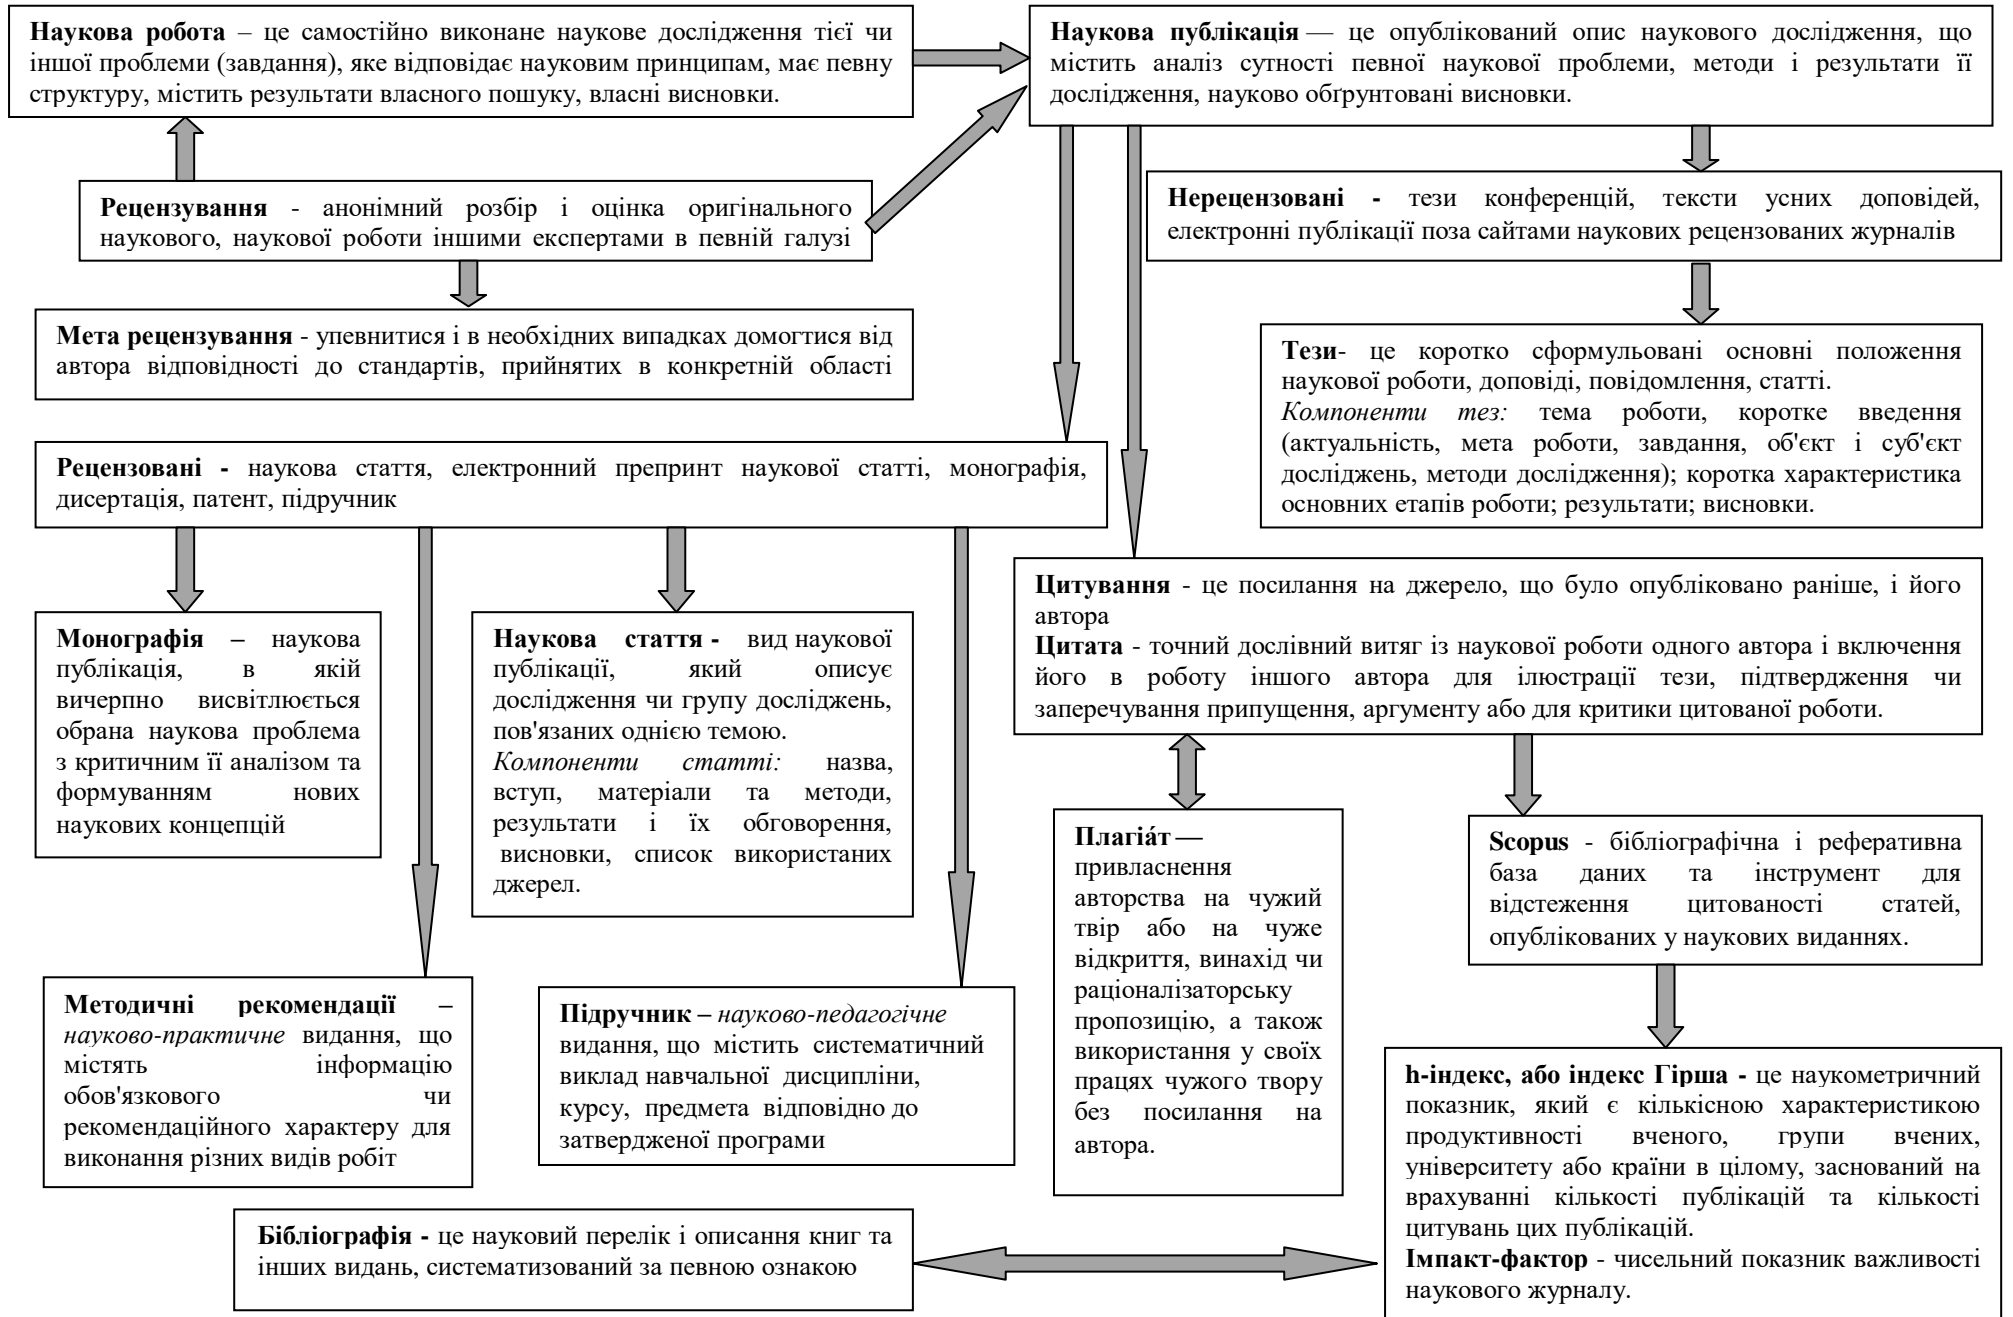 Наукова робота – це самостійно виконане наукове дослідження тієї чи
іншої проблеми (завдання), яке відповідає науковим принципам, має певну
структуру, містить результати власного пошуку, власні висновки.
Наукова публікація — це опублікований опис наукового дослідження, що
містить аналіз сутності певної наукової проблеми, методи і результати її
дослідження, науково обґрунтовані висновки.
Рецензування - анонімний розбір і оцінка оригінального
наукового, наукової роботи іншими експертами в певній галузі
Нерецензовані - тези конференцій, тексти усних доповідей,
електронні публікації поза сайтами наукових рецензованих журналів
Мета рецензування - упевнитися і в необхідних випадках домогтися від
автора відповідності до стандартів, прийнятих в конкретній області
Тези- це коротко сформульовані основні положення
наукової роботи, доповіді, повідомлення, статті.
Компоненти тез: тема роботи, коротке введення
(актуальність, мета роботи, завдання, об'єкт і суб'єкт
досліджень, методи дослідження); коротка характеристика
основних етапів роботи; результати; висновки.
Рецензовані - наукова стаття, електронний препринт наукової статті, монографія,
дисертація, патент, підручник
Цитування - це посилання на джерело, що було опубліковано раніше, і його
автора
Цитата - точний дослівний витяг із наукової роботи одного автора і включення
його в роботу іншого автора для ілюстрації тези, підтвердження чи
заперечування припущення, аргументу або для критики цитованої роботи.
Монографія – наукова
публікація, в якій
вичерпно висвітлюється
обрана наукова проблема
з критичним її аналізом та
формуванням нових
наукових концепцій
Наукова стаття - вид наукової
публікації, який описує
дослідження чи групу досліджень,
пов'язаних однією темою.
Компоненти статті: назва,
вступ, матеріали та методи,
результати і їх обговорення,
висновки, список використаних
джерел.
Плагіа́т —
привласнення
авторства на чужий
твір або на чуже
відкриття, винахід чи
раціоналізаторську
пропозицію, а також
використання у своїх
працях чужого твору
без посилання на
автора.
Scopus - бібліографічна і реферативна
база даних та інструмент для
відстеження цитованості статей,
опублікованих у наукових виданнях.
Методичні рекомендації –
науково-практичне видання, що
містять інформацію
обов'язкового чи
рекомендаційного характеру для
виконання різних видів робіт
Підручник – науково-педагогічне
видання, що містить систематичний
виклад навчальної дисципліни,
курсу, предмета відповідно до
затвердженої програми
h-індекс, або індекс Гірша - це наукометричний
показник, який є кількісною характеристикою
продуктивності вченого, групи вчених,
університету або країни в цілому, заснований на
врахуванні кількості публікацій та кількості
цитувань цих публікацій.
Імпакт-фактор - чисельний показник важливості
наукового журналу.
Бібліографія - це науковий перелік і описання книг та
інших видань, систематизований за певною ознакою